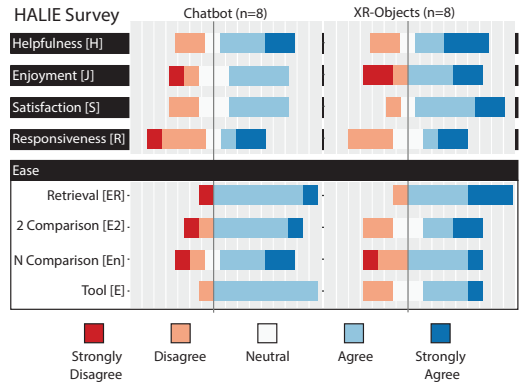 HALIE Survey
Chatbot (n=8)
XR-Objects (n=8)
Helpfulness [H]
Enjoyment [J]
Satisfaction [S]
Responsiveness [R]
Ease
Retrieval [ER]
2 Comparison [E2]
N Comparison [En]
Tool [E]
Strongly Disagree
Disagree
Neutral
Agree
Strongly Agree